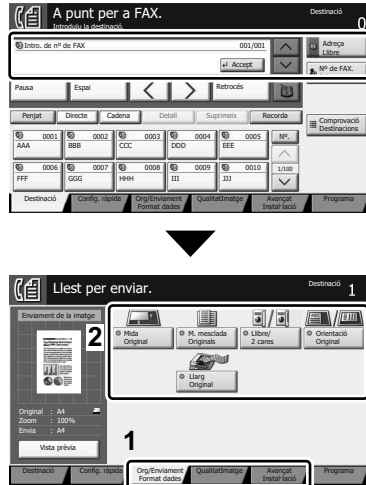 A punt per a FAX.
Introduïu la destinació.
Destinació
0
Intro. de nº de FAX
001/001
Accept
Adreça
Llibre
Nº de FAX.
Pausa
Espai
Retrocés
Penjat
Directe
Cadena
Detall
Suprimeix
Recorda
Comprovació
Destinacions
0001
AAA
0002
BBB
0003
CCC
0004
DDD
0005
EEE
Nº.
0006
FFF
0007
GGG
0008
HHH
0009
III
0010
JJJ
1/100
Destinació
Config. ràpida
Org/Enviament
Format dades
QualitatImatge
Avançat
Instal·lació
Programa
Llest per enviar.
Destinació
1
Enviament de la imatge
2
Mida
Original
M. mesclada
Originals
Llibre/
2 cares
Orientació
Original
Llarg
Original
Original : A4
Zoom : 100%
Envia : A4
Vista prèvia
1
Destinació
Config. ràpida
Org/Enviament
Format dades
QualitatImatge
Avançat
Instal·lació
Programa